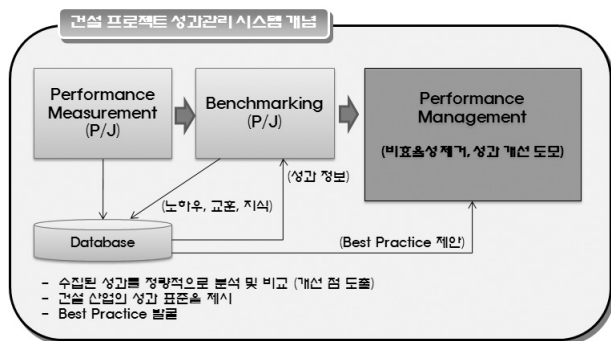 건설 프로젝트 성과관리 시스템 개념
Performance
Measurement
(P/J)
Benchmarking
(P/J)
Performance
Management
(비효율성 제거, 성과 개선 도모)
(성과 정보)
(노하우, 교훈, 지식)
Database
(Best Practice 제안)
- 수집된 성과를 정량적으로 분석 및 비교 (개선 점 도출)
- 건설 산업의 성과 표준을 제시
- Best Practice 발굴